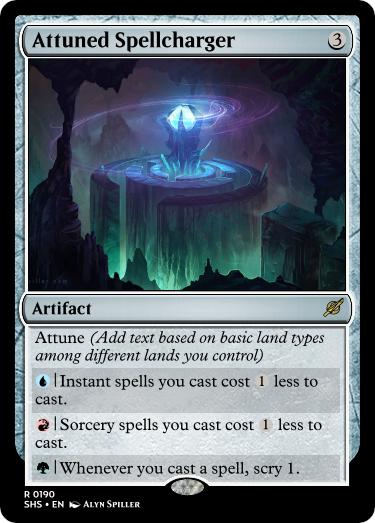 Attuned Spellcharger 3
Artifact
Attune (Add text based on basic land types
among different lands you control)
|Instant spells you cast cost 1 less to
cast.
|Sorcery spells you cast cost 1 less to
cast.
|Whenever you cast a spell, scry 1.
R 0190
SHS • EN ALYN SPILLER